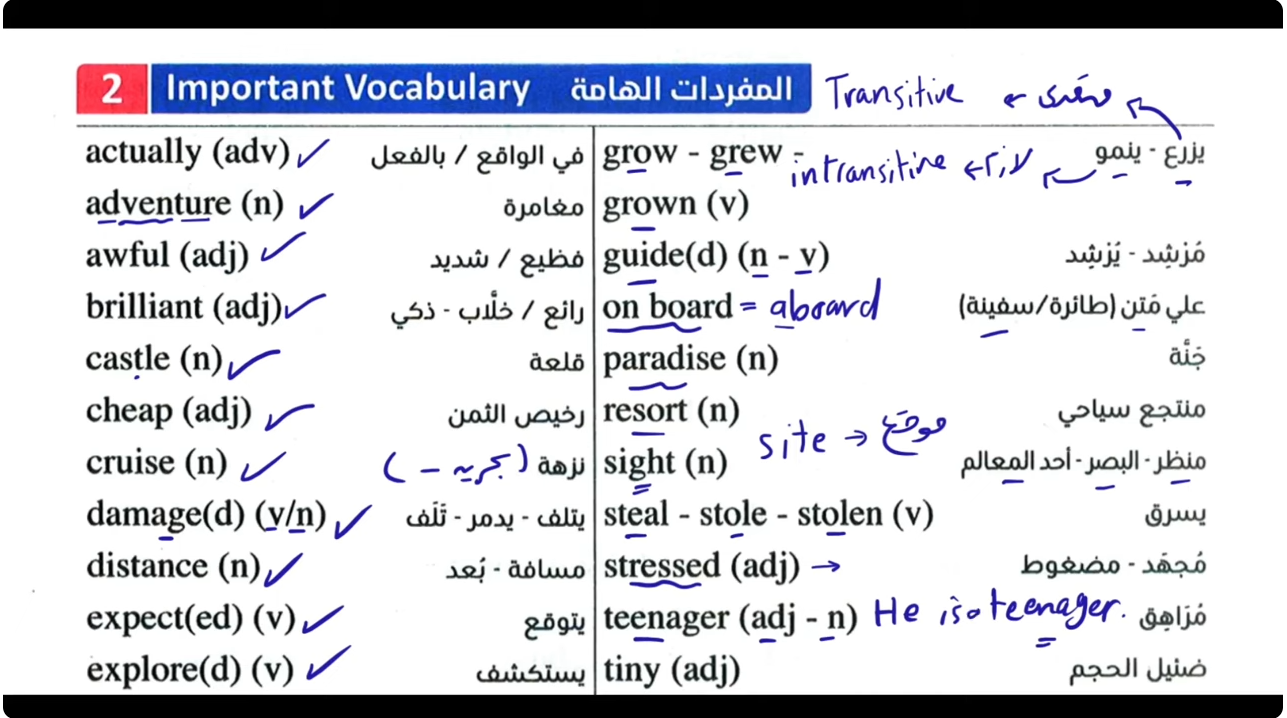 2 Important Vocabulary المفردات الهامة Transitive ← متعدى
actually (adv) في الواقع / بالفعل
adventure (n) مغامرة
awful (adj) فظيع / شديد
brilliant (adj) رائع / خلَّاب - ذكي
castle (n) قلعة
cheap (adj) رخيص الثمن
cruise (n) نزهة (بحريه - )
damage(d) (v/n) يتلف - يدمر - تَلَف
distance (n) مسافة - بُعد
expect(ed) (v) يتوقع
explore(d) (v) يستكشف
grow - grew - يزرع - ينمو
intransitive ← لازم
grown (v)
guide(d) (n - v) مُرْشِد - يُرْشِد
on board = aboard علي مَتن (طائرة/سفينة)
paradise (n) جَنَّة
resort (n) منتجع سياحي
site → موقع
sight (n) منظر - البصر - أحد المعالم
steal - stole - stolen (v) يسرق
stressed (adj) → مُجهَد - مضغوط
teenager (adj - n) He is a teenager. مُرَاهِق
tiny (adj) ضئيل الحجم